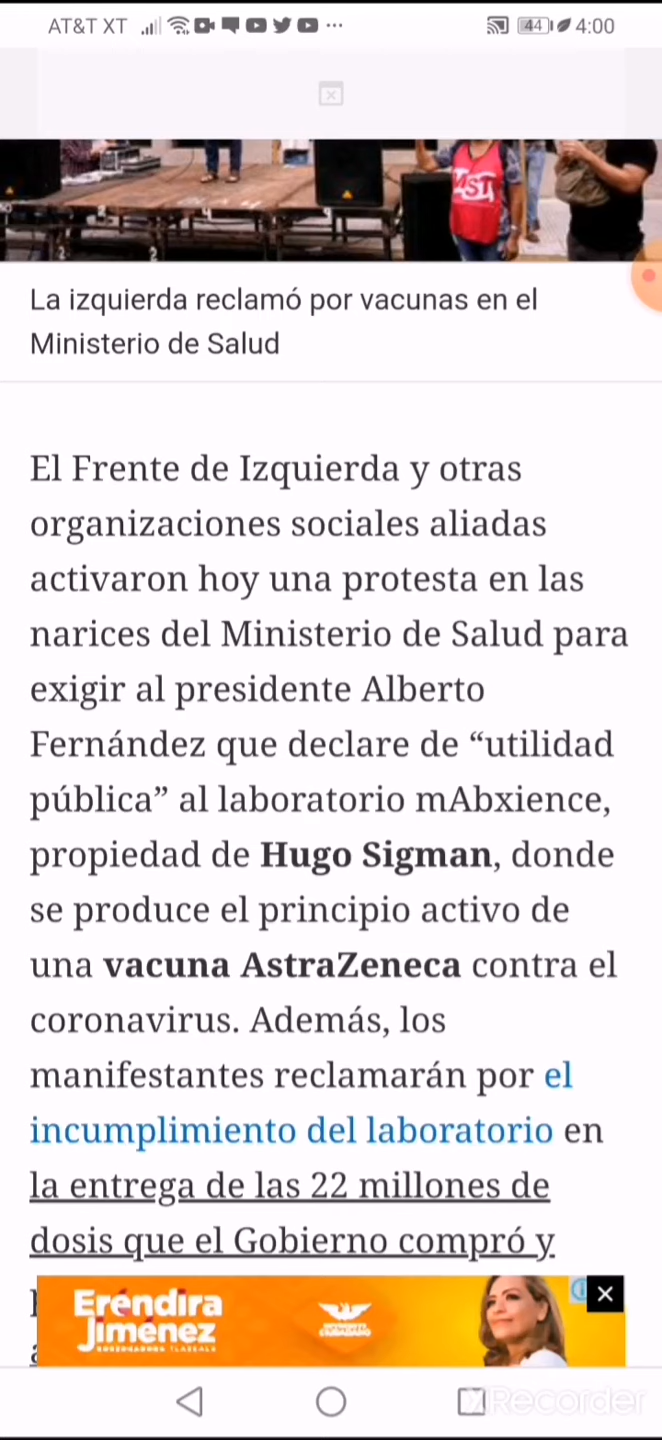 AT&T XT
44 4:00
MST
La izquierda reclamó por vacunas en el
Ministerio de Salud
El Frente de Izquierda y otras
organizaciones sociales aliadas
activaron hoy una protesta en las
narices del Ministerio de Salud para
exigir al presidente Alberto
Fernández que declare de “utilidad
pública” al laboratorio mAbxience,
propiedad de Hugo Sigman, donde
se produce el principio activo de
una vacuna AstraZeneca contra el
coronavirus. Además, los
manifestantes reclamarán por el
incumplimiento del laboratorio en
la entrega de las 22 millones de
dosis que el Gobierno compró y
Eréndira
Jiménez
GOBERNADORA TLAXCALA
Recorder